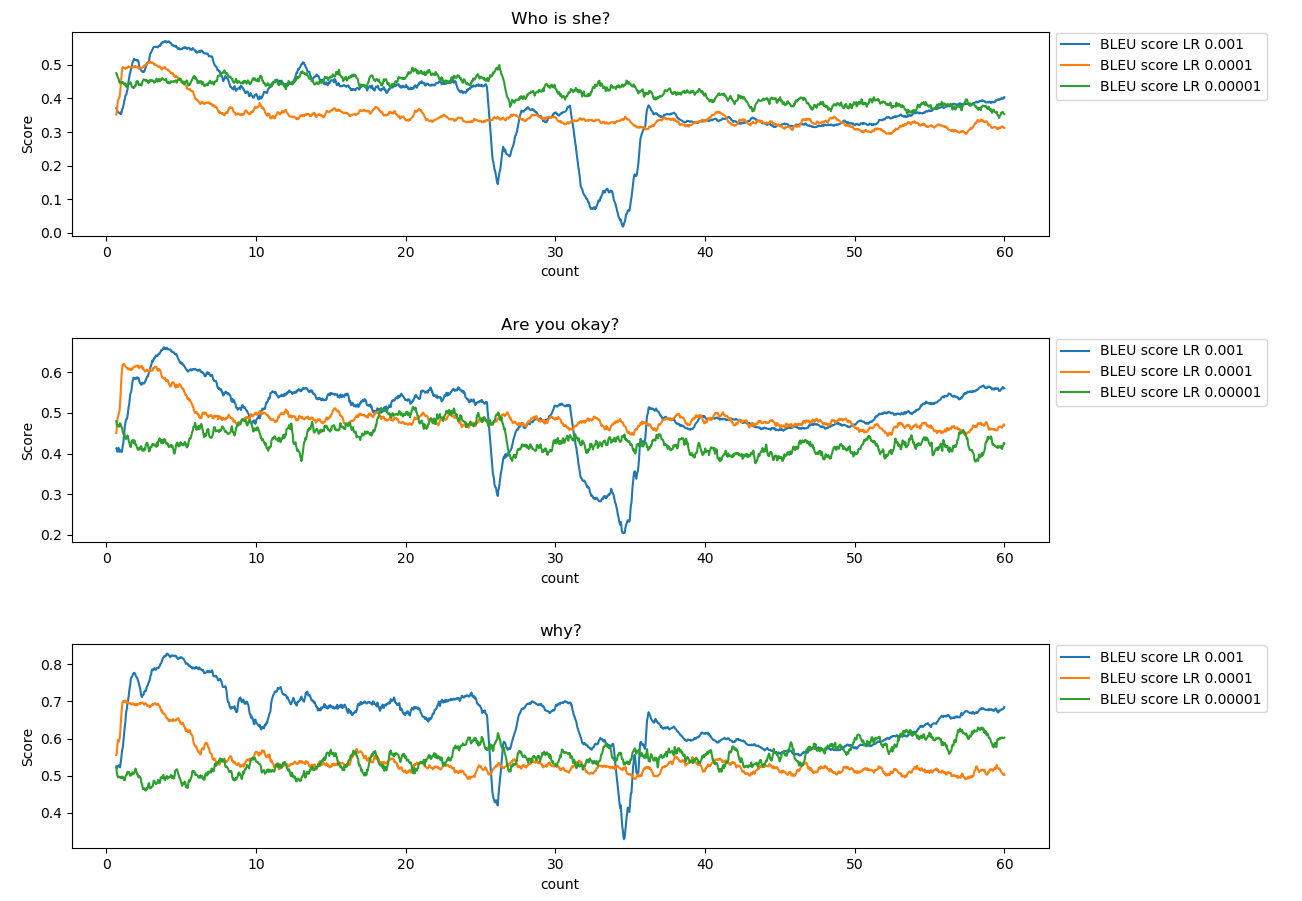 Who is she?
Score
0.5
0.4
0.3
0.2
0.1
0.0
0 10 20 30 40 50 60
count
BLEU score LR 0.001
BLEU score LR 0.0001
BLEU score LR 0.00001
Are you okay?
Score
0.6
0.5
0.4
0.3
0.2
0 10 20 30 40 50 60
count
BLEU score LR 0.001
BLEU score LR 0.0001
BLEU score LR 0.00001
why?
Score
0.8
0.7
0.6
0.5
0.4
0 10 20 30 40 50 60
count
BLEU score LR 0.001
BLEU score LR 0.0001
BLEU score LR 0.00001